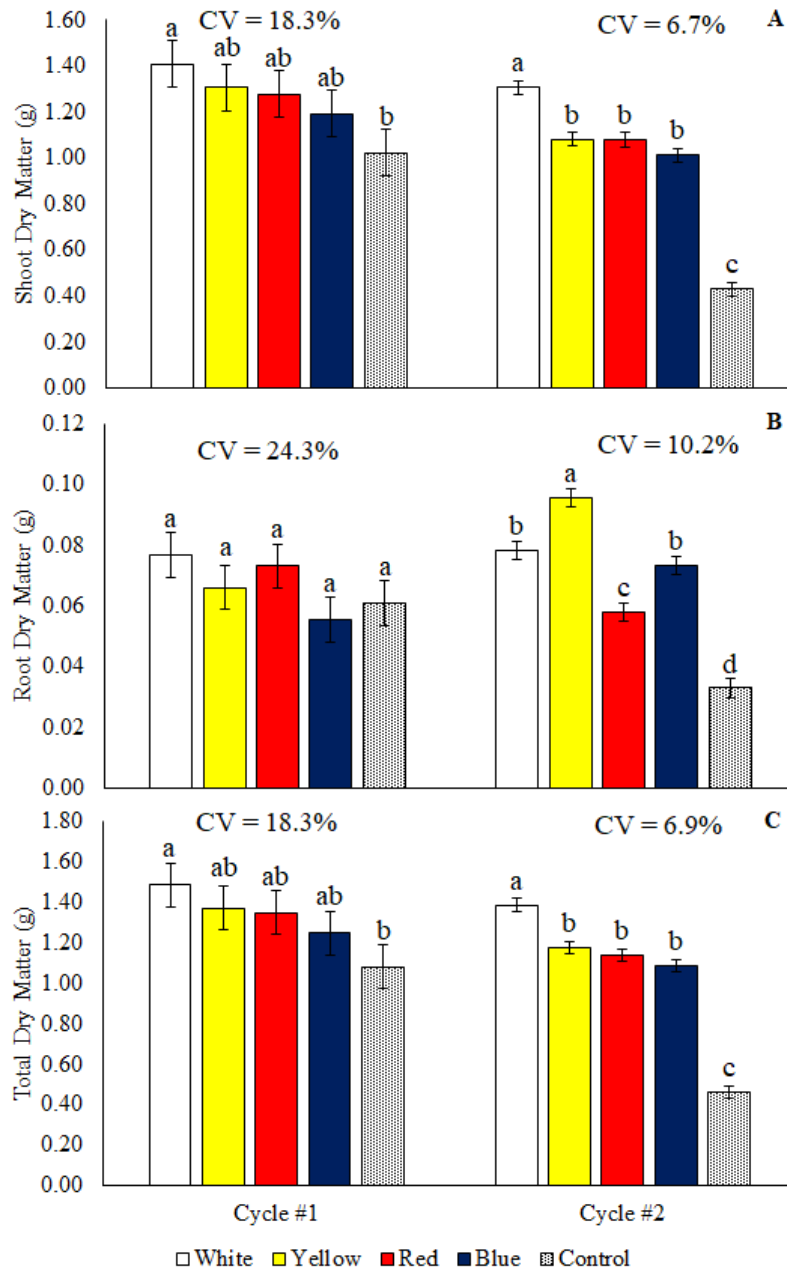 A
CV = 18.3% CV = 6.7%
Shoot Dry Matter (g)
1.60
1.40
1.20
1.00
0.80
0.60
0.40
0.20
0.00
a ab ab ab b a b b b c
B
CV = 24.3% CV = 10.2%
Root Dry Matter (g)
0.12
0.10
0.08
0.06
0.04
0.02
0.00
a a a a a b a c b d
C
CV = 18.3% CV = 6.9%
Total Dry Matter (g)
1.80
1.60
1.40
1.20
1.00
0.80
0.60
0.40
0.20
0.00
a ab ab ab b a b b b c
Cycle #1 Cycle #2
White Yellow Red Blue Control